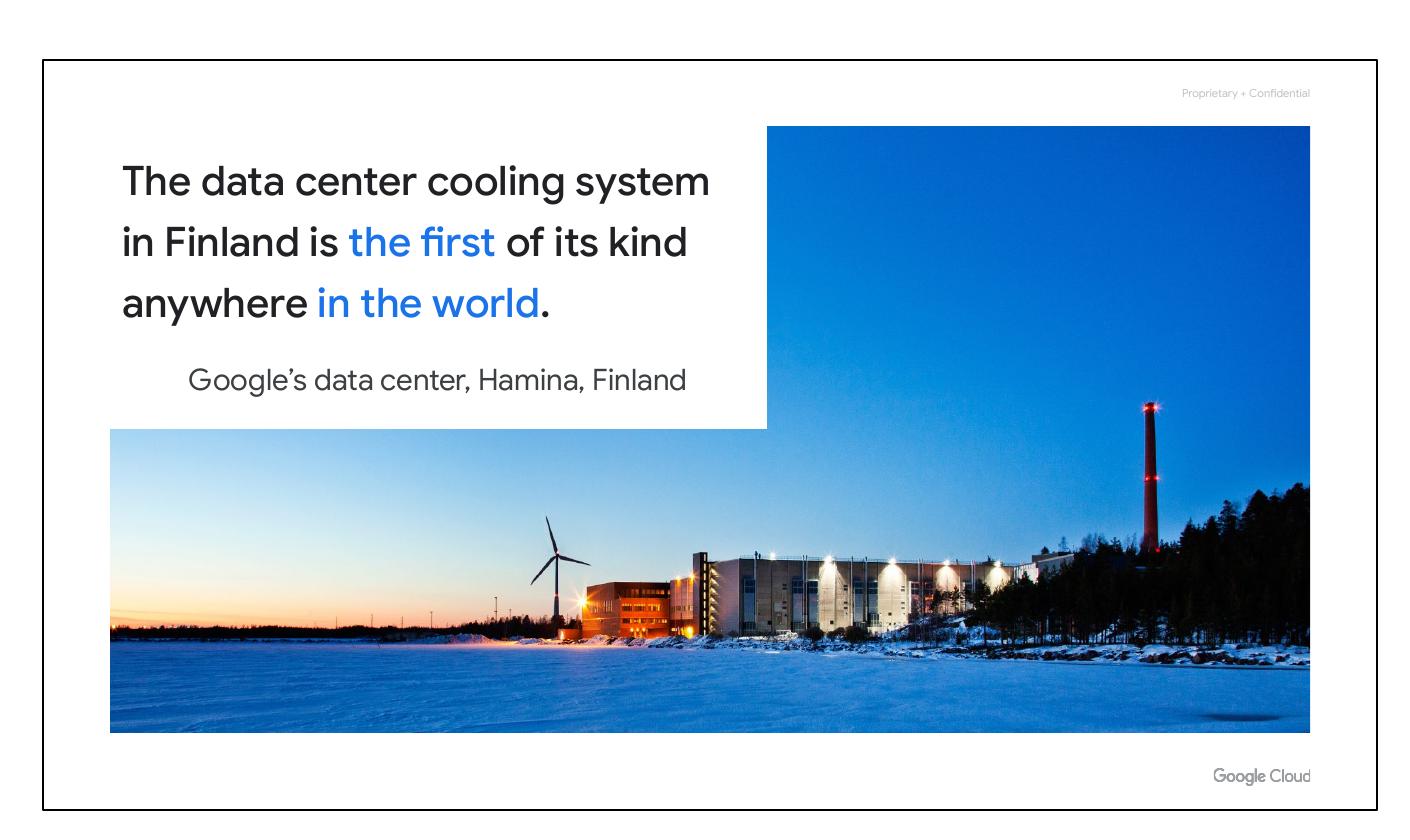 Proprietary + Confidential
The data center cooling system
in Finland is the first of its kind
anywhere in the world.
Google’s data center, Hamina, Finland
Google Cloud